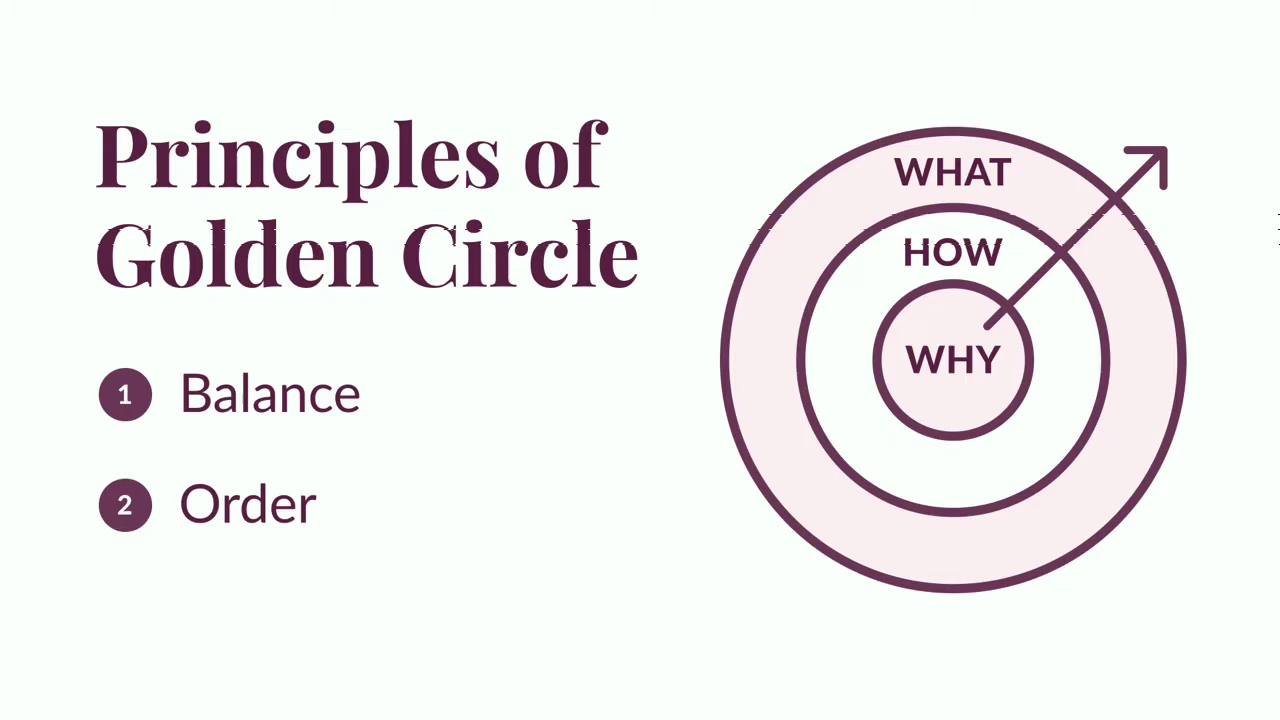 Principles of
Golden Circle
1 Balance
2 Order
WHAT
HOW
WHY